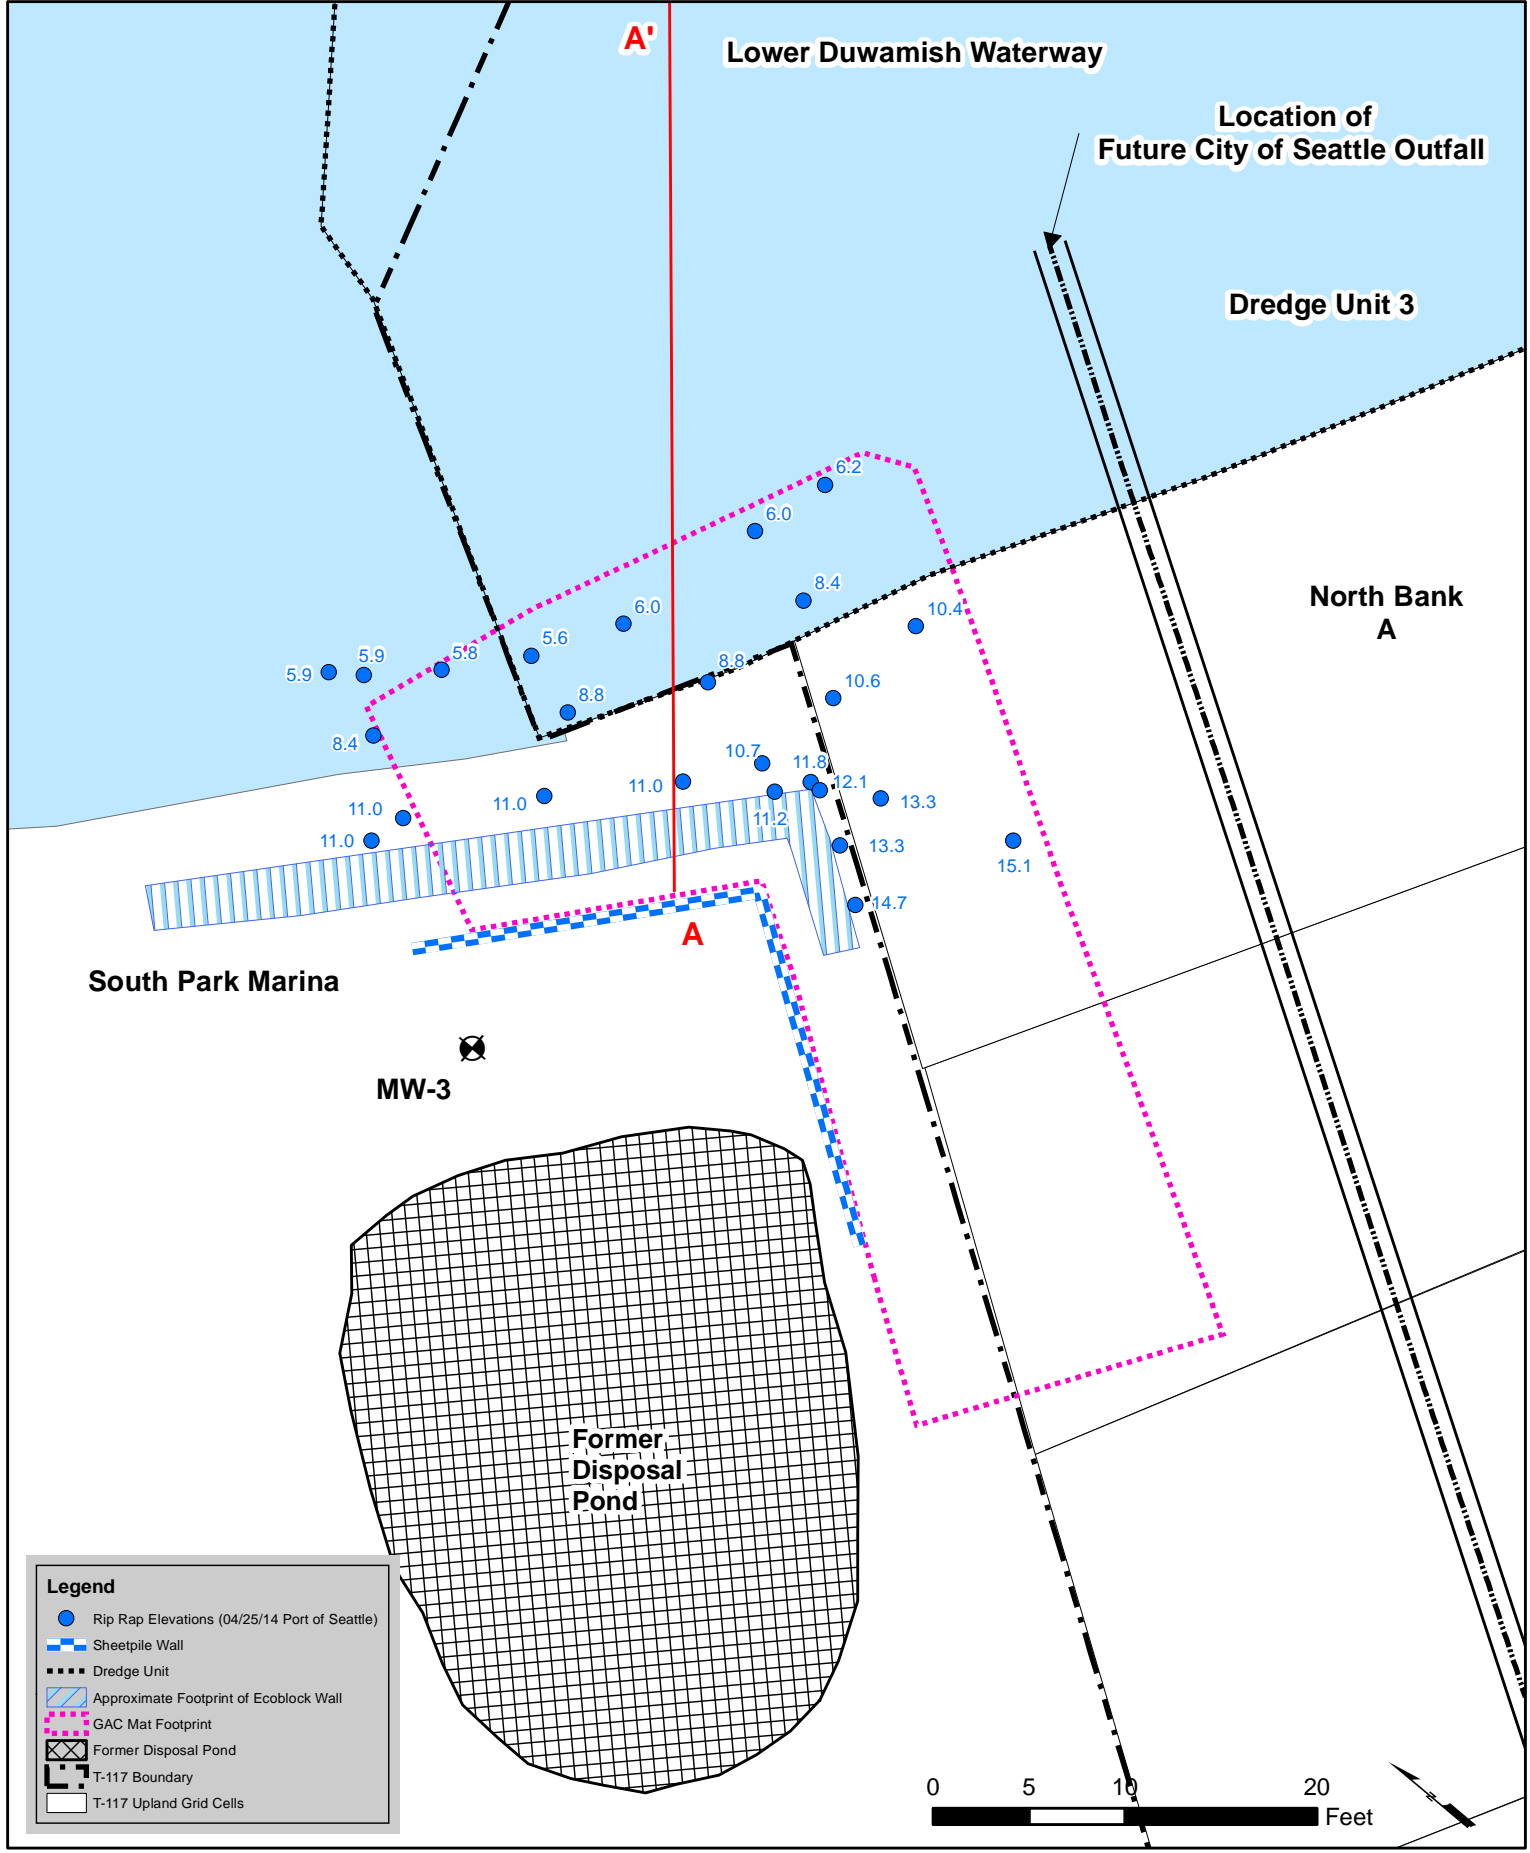 A'
Lower Duwamish Waterway
Location of
Future City of Seattle Outfall
Dredge Unit 3
6.2
6.0
8.4
6.0
10.4
North Bank
A
5.6
5.8
5.9
5.9
8.8
10.6
8.8
8.4
10.7
11.8
11.0
12.1
11.0
13.3
11.0
11.2
11.0
13.3
15.1
14.7
A
South Park Marina
MW-3
Former
Disposal
Pond
Legend
Rip Rap Elevations (04/25/14 Port of Seattle)
Sheetpile Wall
Dredge Unit
Approximate Footprint of Ecoblock Wall
GAC Mat Footprint
Former Disposal Pond
T-117 Boundary
T-117 Upland Grid Cells
0 5 10 20
Feet
N